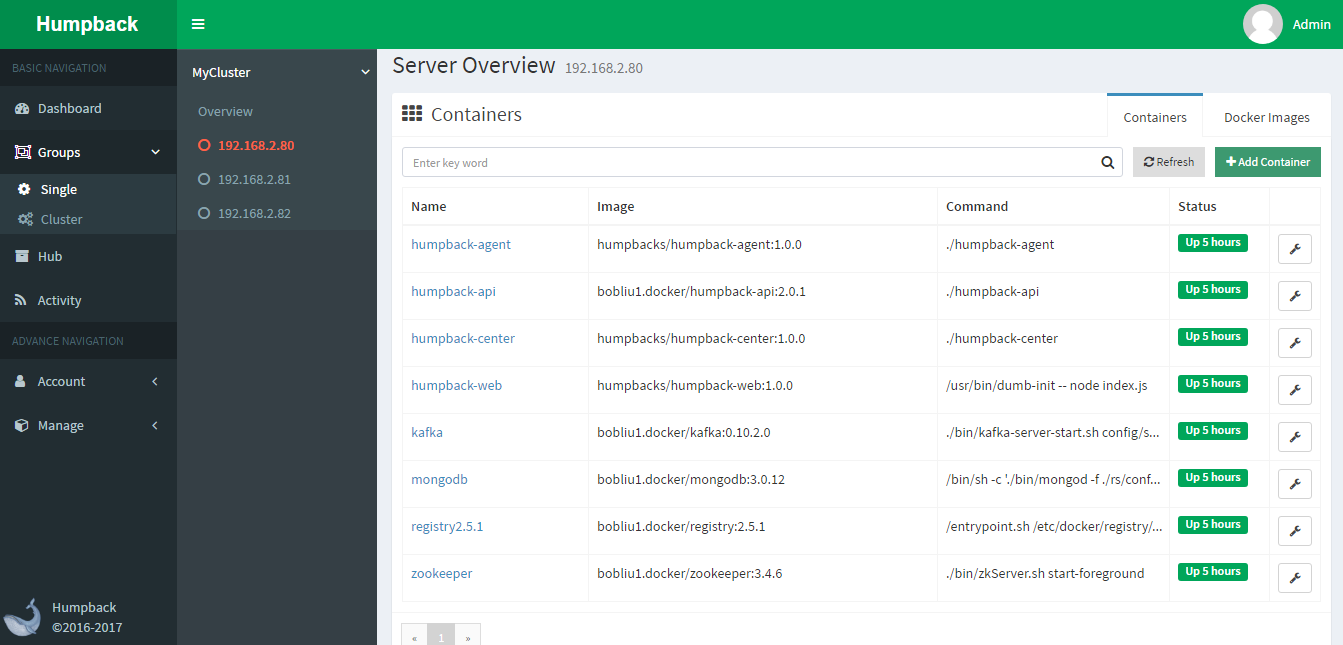 Humpback
Admin
BASIC NAVIGATION
Dashboard
Groups
Single
Cluster
Hub
Activity
ADVANCE NAVIGATION
Account
Manage
Humpback
©2016-2017
MyCluster
Overview
192.168.2.80
192.168.2.81
192.168.2.82
Server Overview 192.168.2.80
Containers
Containers Docker Images
Enter key word Refresh Add Container
Name Image Command Status
humpback-agent humpbacks/humpback-agent:1.0.0 ./humpback-agent Up 5 hours
humpback-api bobliu1.docker/humpback-api:2.0.1 ./humpback-api Up 5 hours
humpback-center humpbacks/humpback-center:1.0.0 ./humpback-center Up 5 hours
humpback-web humpbacks/humpback-web:1.0.0 /usr/bin/dumb-init -- node index.js Up 5 hours
kafka bobliu1.docker/kafka:0.10.2.0 ./bin/kafka-server-start.sh config/s... Up 5 hours
mongodb bobliu1.docker/mongodb:3.0.12 /bin/sh -c './bin/mongod -f ./rs/conf... Up 5 hours
registry2.5.1 bobliu1.docker/registry:2.5.1 /entrypoint.sh /etc/docker/registry/... Up 5 hours
zookeeper bobliu1.docker/zookeeper:3.4.6 ./bin/zkServer.sh start-foreground Up 5 hours
« 1 »